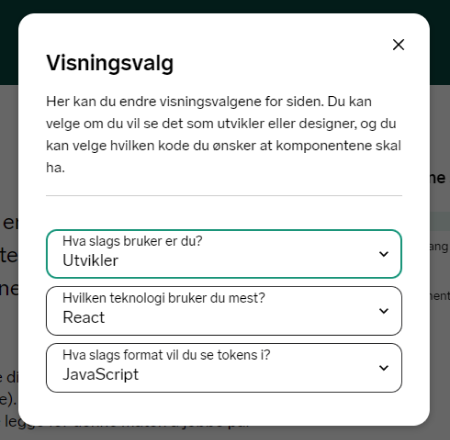 Visningsvalg
Her kan du endre visningsvalgene for siden. Du kan
velge om du vil se det som utvikler eller designer, og du
kan velge hvilken kode du ønsker at komponentene skal
ha.
Hva slags bruker er du?
Utvikler
Hvilken teknologi bruker du mest?
React
Hva slags format vil du se tokens i?
JavaScript